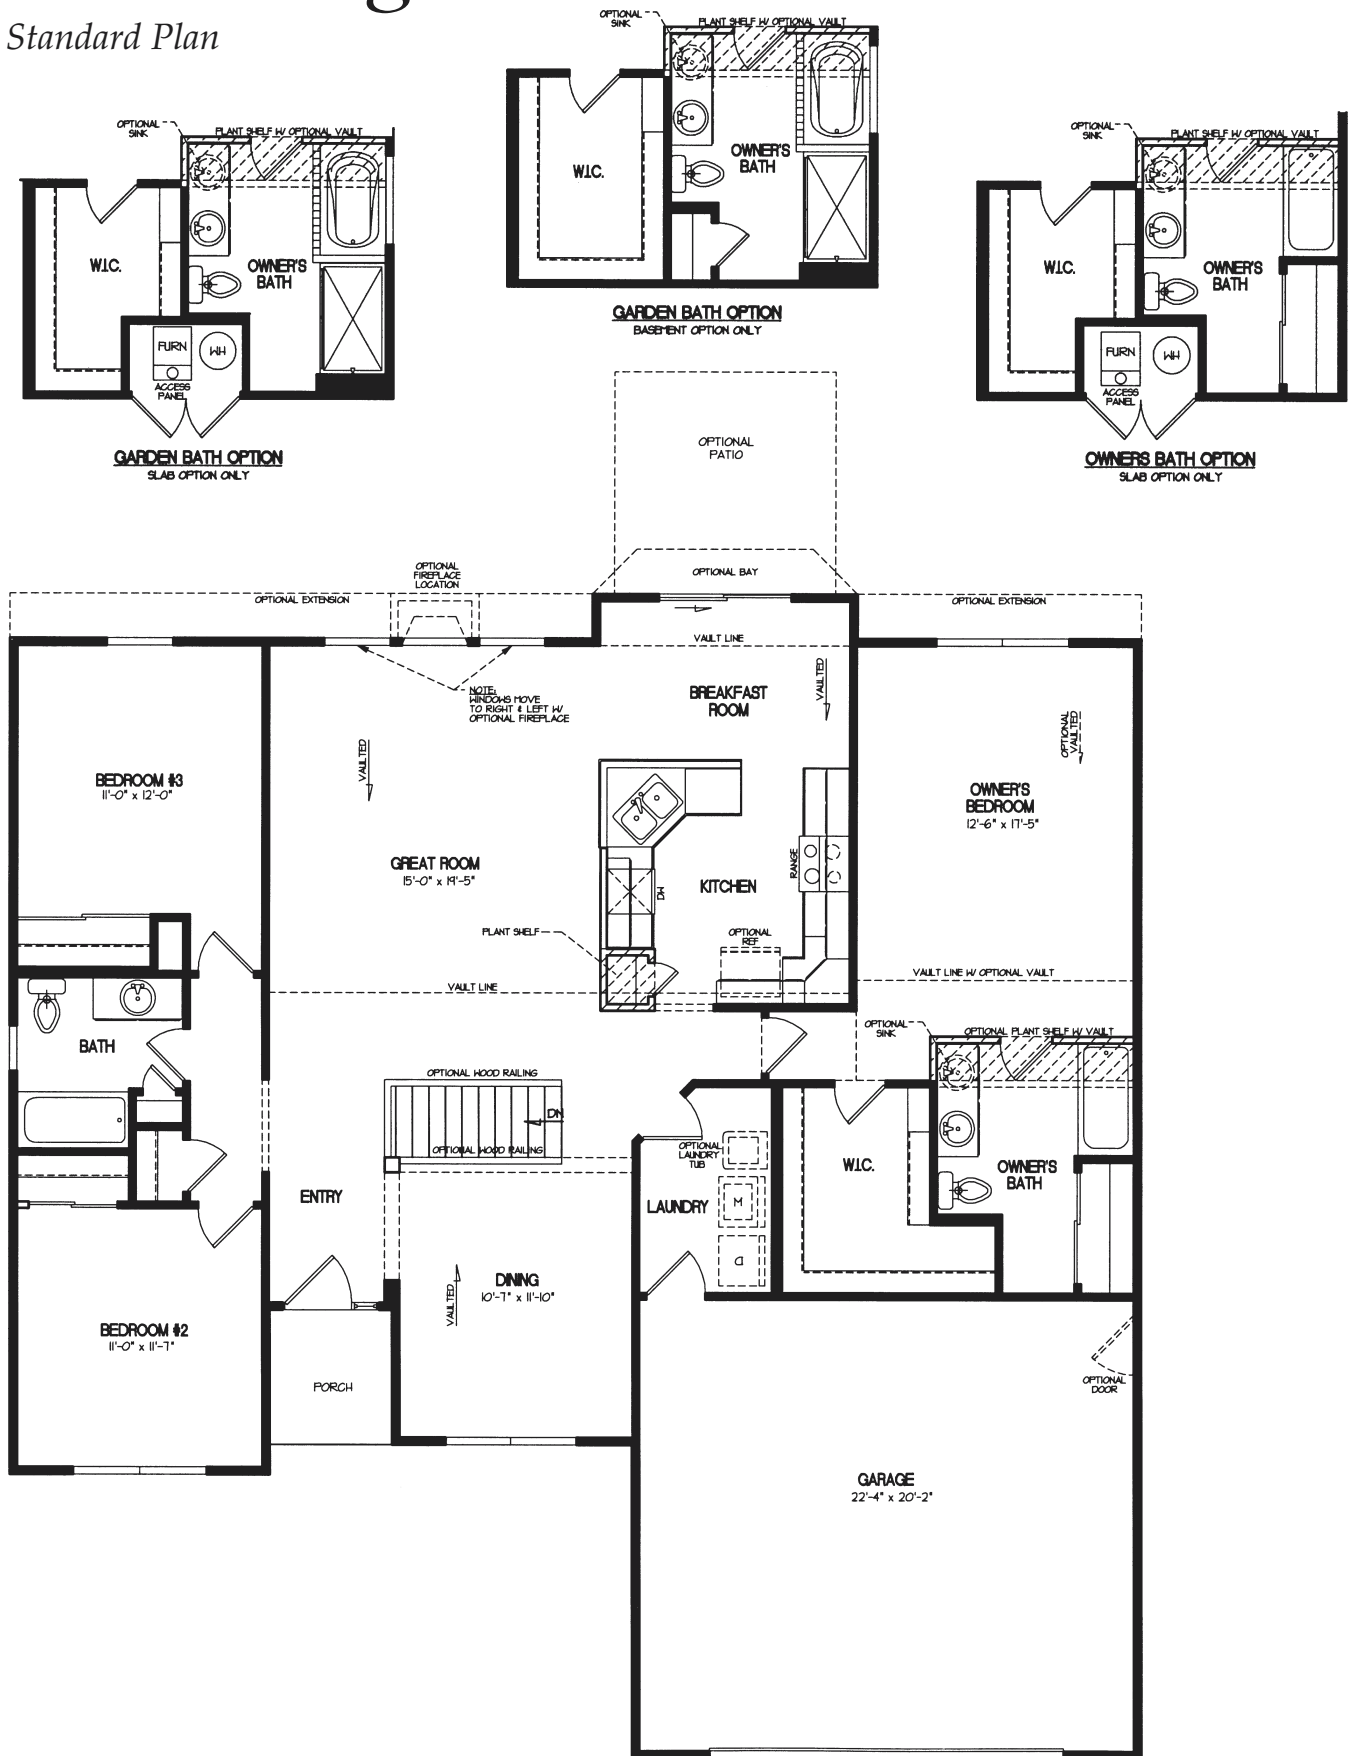 Standard Plan
OPTIONAL
SINK
PLANT SHELF W/ OPTIONAL VAULT
W.I.C.
OWNER'S
BATH
GARDEN BATH OPTION
BASEMENT OPTION ONLY
OPTIONAL
SINK
PLANT SHELF W/ OPTIONAL VAULT
W.I.C.
OWNER'S
BATH
FURN
WH
ACCESS
PANEL
GARDEN BATH OPTION
SLAB OPTION ONLY
OPTIONAL
SINK
PLANT SHELF W/ OPTIONAL VAULT
W.I.C.
OWNER'S
BATH
FURN
WH
ACCESS
PANEL
OWNERS BATH OPTION
SLAB OPTION ONLY
OPTIONAL
PATIO
OPTIONAL BAY
OPTIONAL
FIREPLACE
LOCATION
OPTIONAL EXTENSION
OPTIONAL EXTENSION
VAULT LINE
NOTE:
WINDOWS MOVE
TO RIGHT & LEFT W/
OPTIONAL FIREPLACE
BREAKFAST
ROOM
VAULTED
OPTIONAL
VAULTED
VAULTED
BEDROOM #3
11'-0" x 12'-0"
OWNER'S
BEDROOM
12'-6" x 17'-5"
GREAT ROOM
15'-0" x 19'-5"
RANGE
KITCHEN
DW
PLANT SHELF
OPTIONAL
REF
VAULT LINE
VAULT LINE W/ OPTIONAL VAULT
OPTIONAL
SINK
OPTIONAL PLANT SHELF W/ VAULT
BATH
OPTIONAL WOOD RAILING
DN
OPTIONAL WOOD RAILING
OPTIONAL
LAUNDRY
TUB
W.I.C.
OWNER'S
BATH
ENTRY
LAUNDRY
W
D
DINING
10'-7" x 11'-10"
VAULTED
BEDROOM #2
11'-0" x 11'-7"
PORCH
OPTIONAL
DOOR
GARAGE
22'-4" x 20'-2"